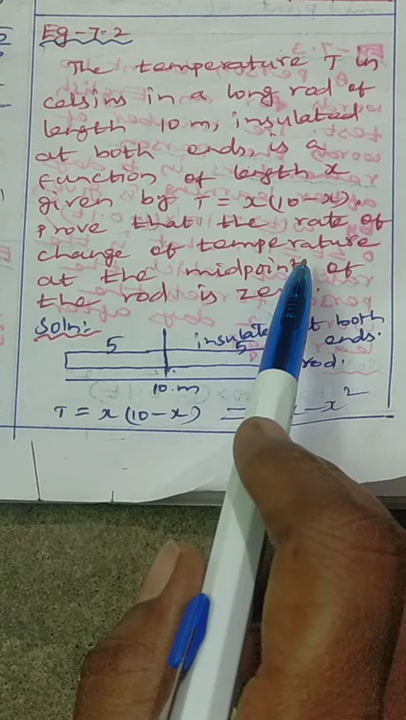 Eg-7.2
The temperature T in
celsius in a long rod of
length 10 m, insulated
at both ends, is a
function of length x
given by T = x(10-x).
prove that the rate of
change of temperature
at the midpoint of
the rod is
Soln:
at both
5 5 ends.
rod.
10 m
T = x(10-x) = - x²